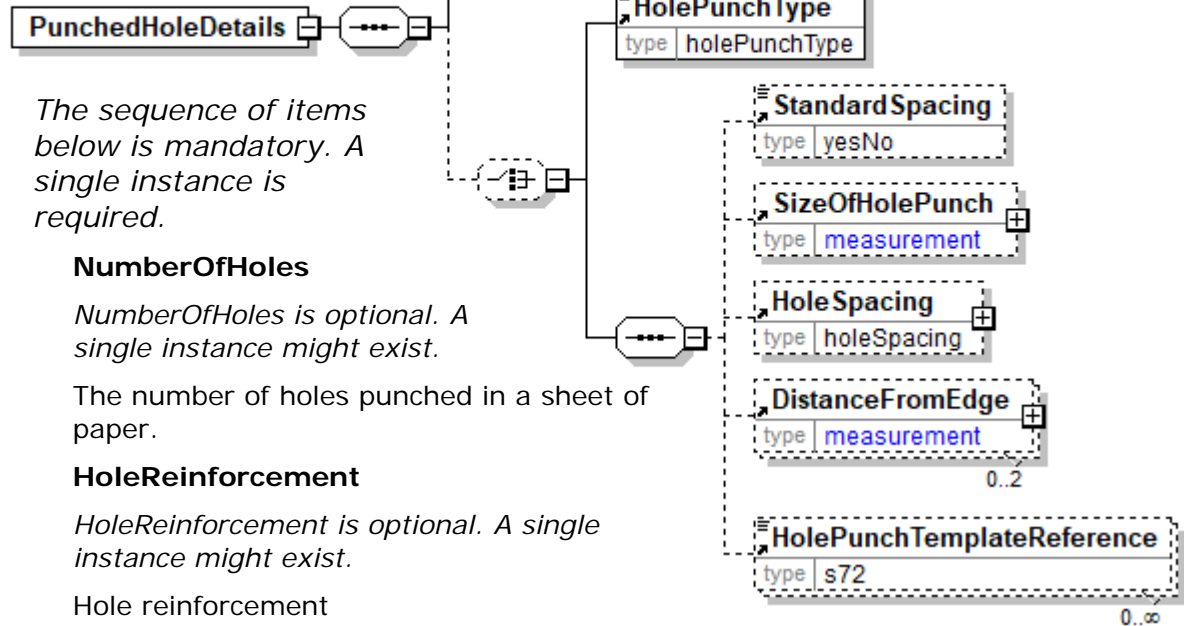 PunchedHoleDetails
HolePunchType
type holePunchType
The sequence of items
below is mandatory. A
single instance is
required.
NumberOfHoles
NumberOfHoles is optional. A
single instance might exist.
The number of holes punched in a sheet of
paper.
HoleReinforcement
HoleReinforcement is optional. A single
instance might exist.
Hole reinforcement
StandardSpacing
type yesNo
SizeOfHolePunch
type measurement
HoleSpacing
type holeSpacing
DistanceFromEdge
type measurement
0..2
HolePunchTemplateReference
type s72
0..∞